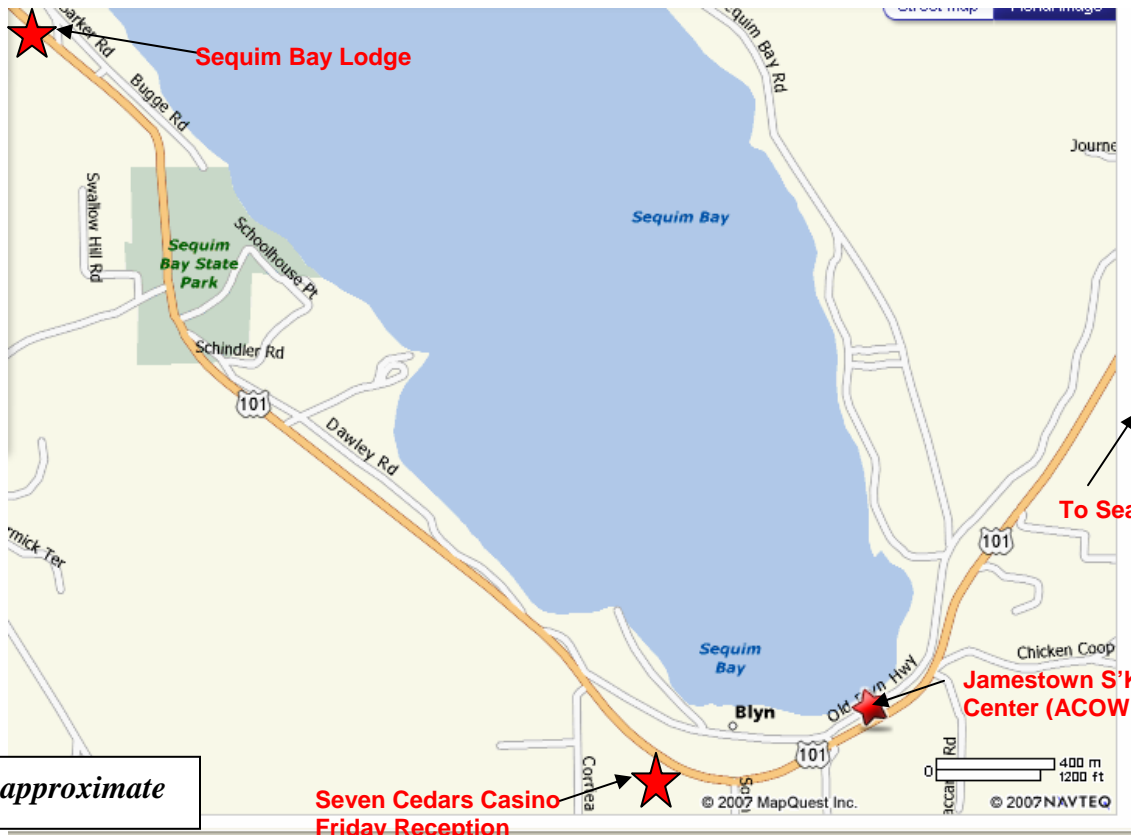 Street map
Sequim Bay Lodge
Barker Rd
Bugge Rd
Sequim Bay Rd
Swallow Hill Rd
Sequim
Bay State
Park
Schoolhouse Pt
Schindler Rd
Sequim Bay
101
Dawley Rd
To Sea
101
Sequim
Bay
Chicken Coop
Old Blyn Hwy
Jamestown S'K
Center (ACOW
Blyn
101
Rd
0
400 m
1200 ft
approximate
Seven Cedars Casino
Friday Reception
© 2007 MapQuest Inc.
© 2007 NAVTEQ